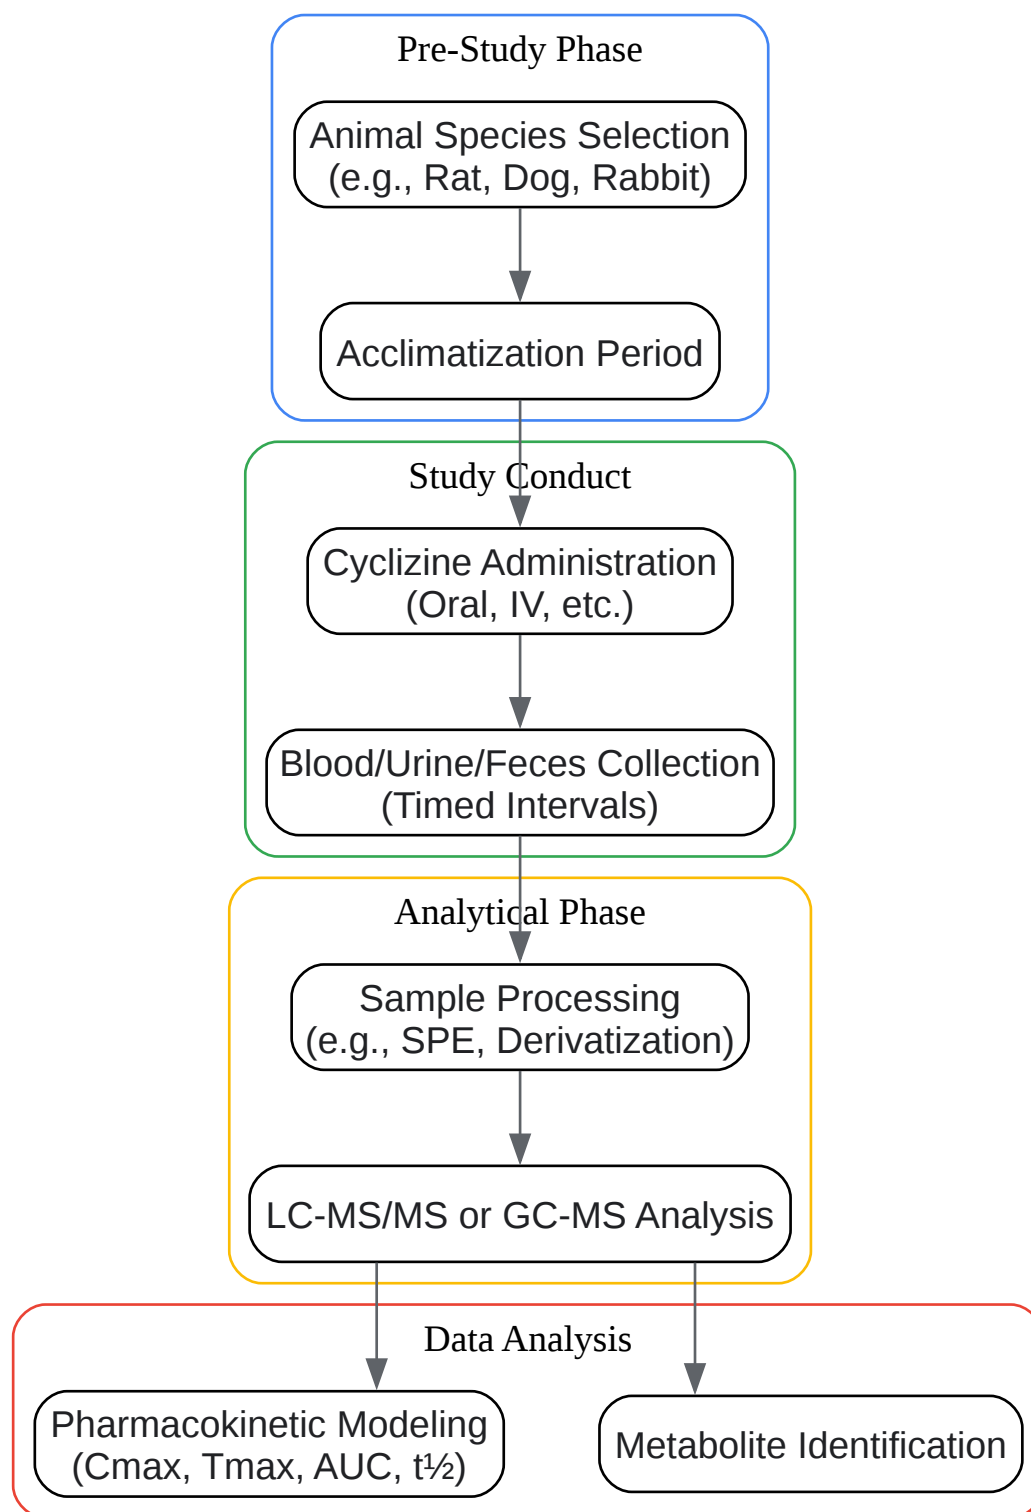 Pre-Study Phase
Animal Species Selection
(e.g., Rat, Dog, Rabbit)
Acclimatization Period
Study Conduct
Cyclizine Administration
(Oral, IV, etc.)
Blood/Urine/Feces Collection
(Timed Intervals)
Analytical Phase
Sample Processing
(e.g., SPE, Derivatization)
LC-MS/MS or GC-MS Analysis
Data Analysis
Pharmacokinetic Modeling
(Cmax, Tmax, AUC, t½)
Metabolite Identification